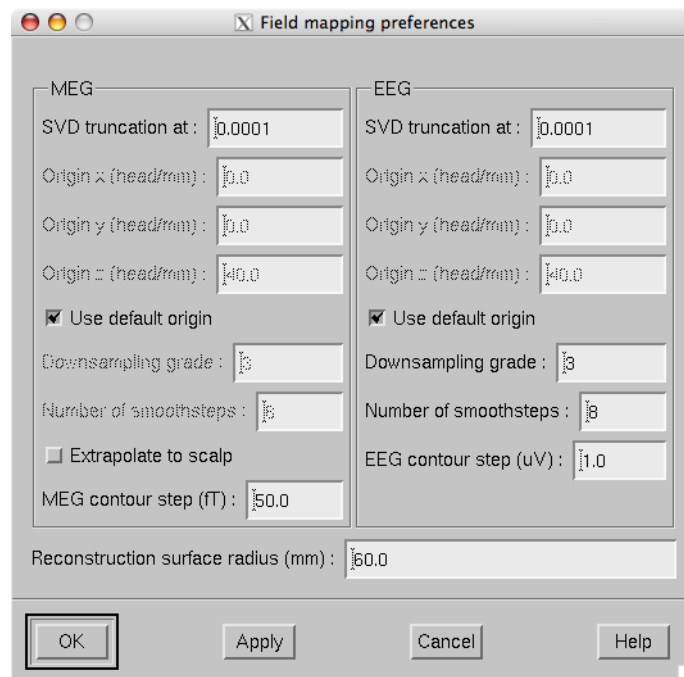 Field mapping preferences
MEG
SVD truncation at : 0.0001
Origin x (head/mm) : 0.0
Origin y (head/mm) : 0.0
Origin z (head/mm) : 40.0
Use default origin
Downsampling grade : 3
Number of smoothsteps : 8
Extrapolate to scalp
MEG contour step (fT) : 50.0
EEG
SVD truncation at : 0.0001
Origin x (head/mm) : 0.0
Origin y (head/mm) : 0.0
Origin z (head/mm) : 40.0
Use default origin
Downsampling grade : 3
Number of smoothsteps : 8
EEG contour step (uV) : 1.0
Reconstruction surface radius (mm) : 60.0
OK Apply Cancel Help